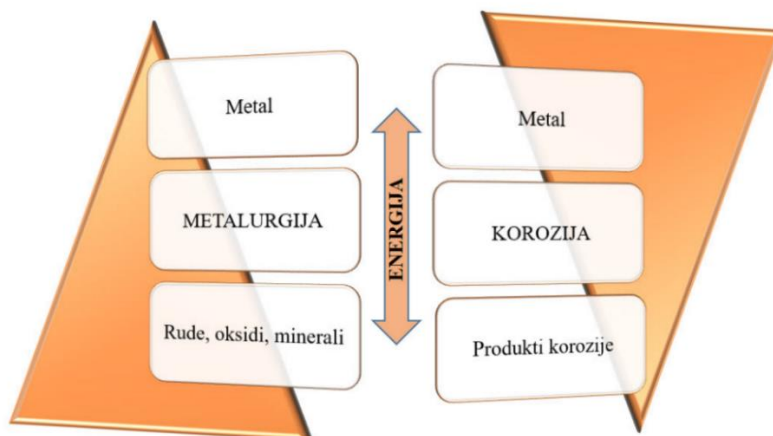 Metal
METALURGIJA
Rude, oksidi, minerali
ENERGIJA
Metal
KOROZIJA
Produkti korozije